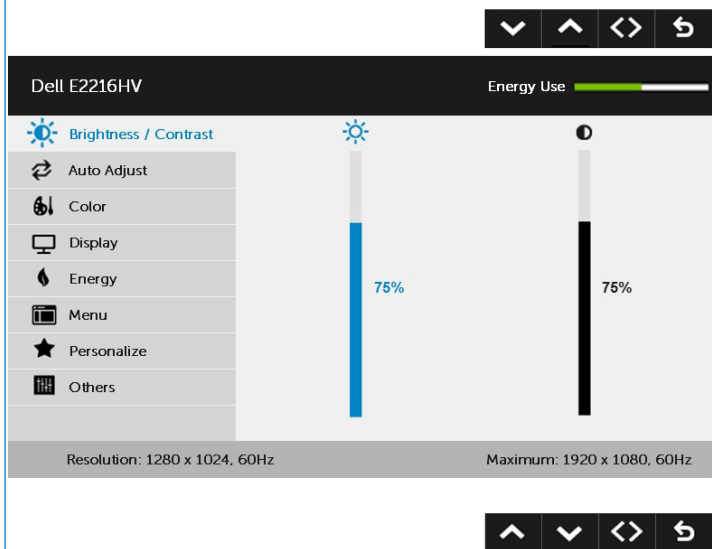 Dell E2216HV
Energy Use
Brightness / Contrast
Auto Adjust
Color
Display
Energy
Menu
Personalize
Others
75%
75%
Resolution: 1280 x 1024, 60Hz
Maximum: 1920 x 1080, 60Hz